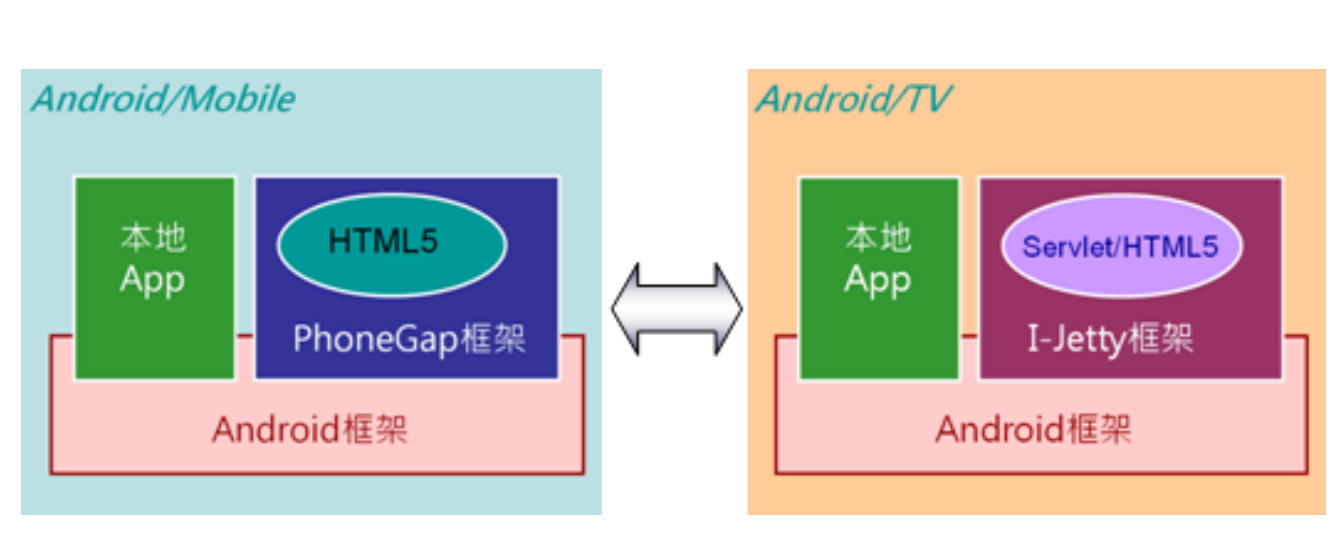 Android/Mobile
本地
App
HTML5
PhoneGap框架
Android框架
Android/TV
本地
App
Servlet/HTML5
I-Jetty框架
Android框架